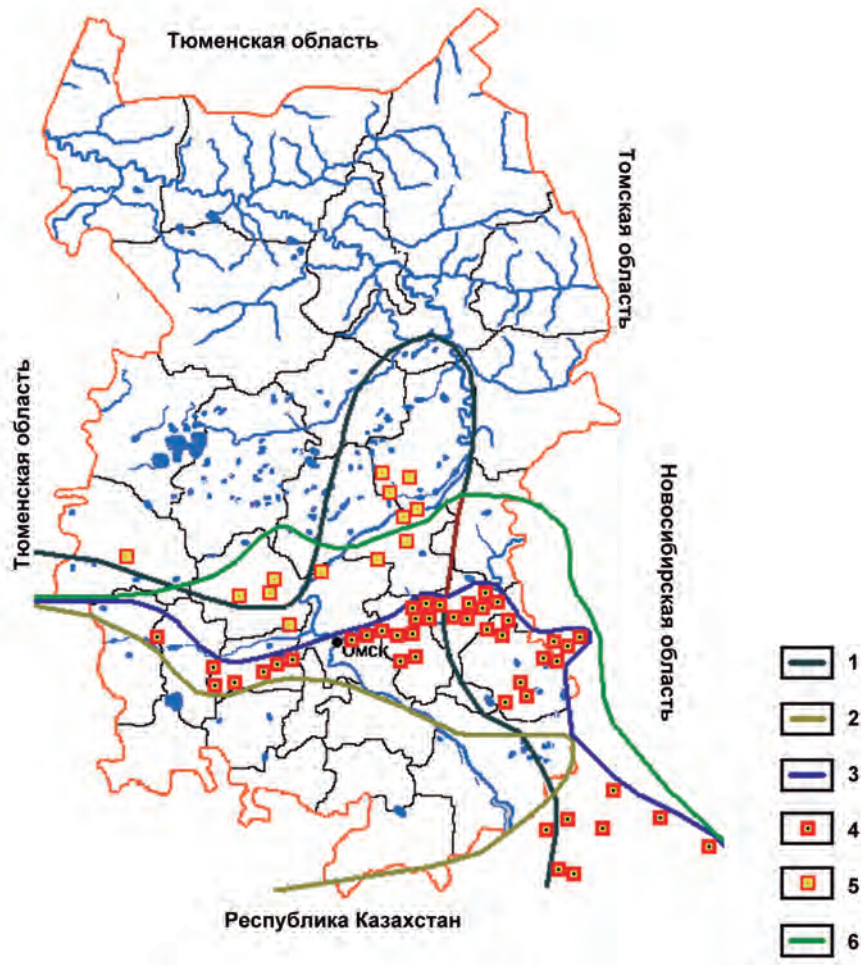 Тюменская область
Томская область
Тюменская область
Новосибирская область
Омск
Республика Казахстан
1
2
3
4
5
6